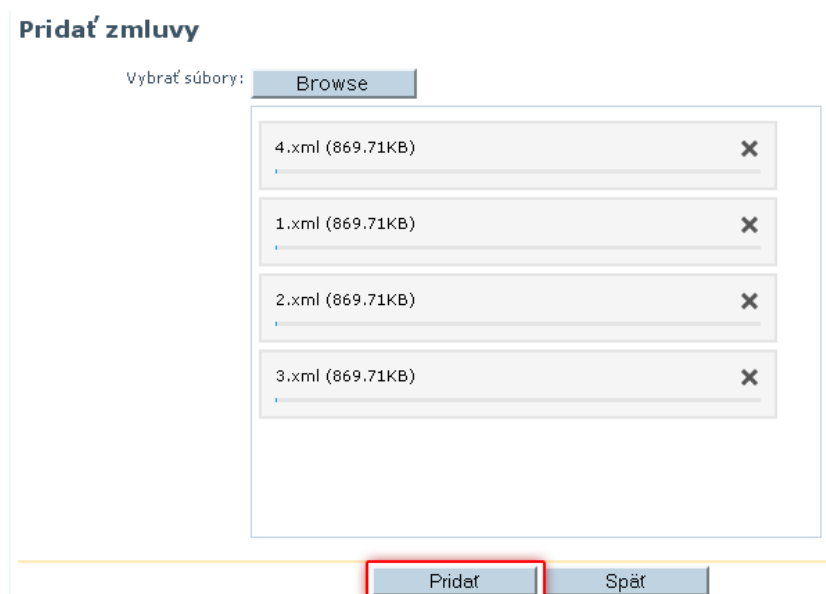 Pridať zmluvy
Vybrať súbory: Browse
4.xml (869.71KB)
1.xml (869.71KB)
2.xml (869.71KB)
3.xml (869.71KB)
Pridať Späť